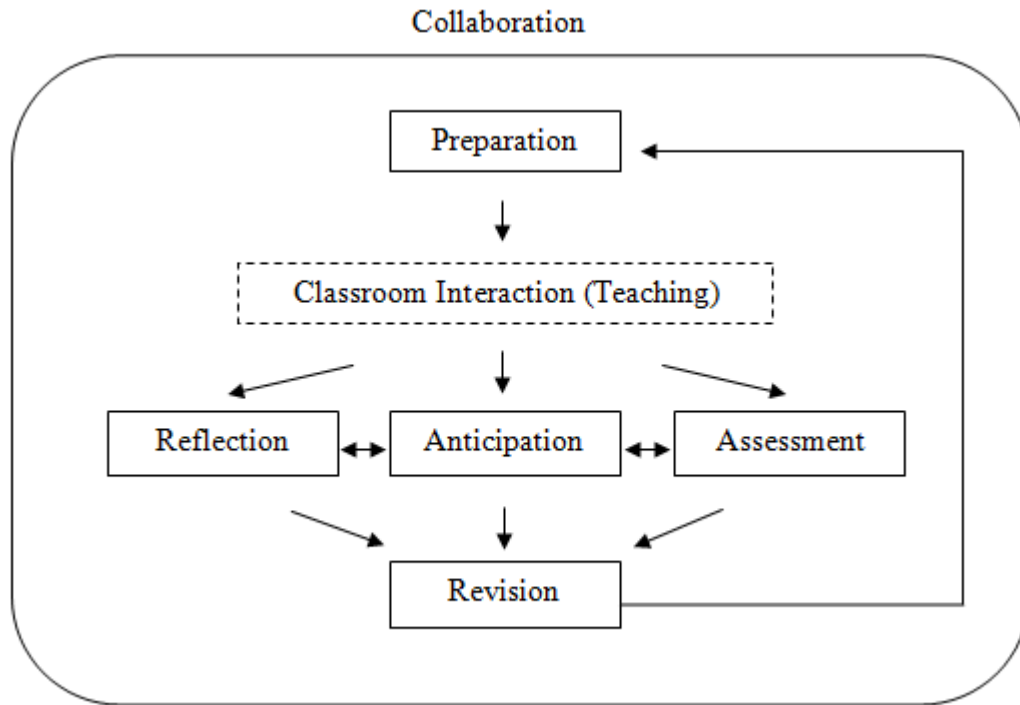 Collaboration
Preparation
Classroom Interaction (Teaching)
Reflection
Anticipation
Assessment
Revision